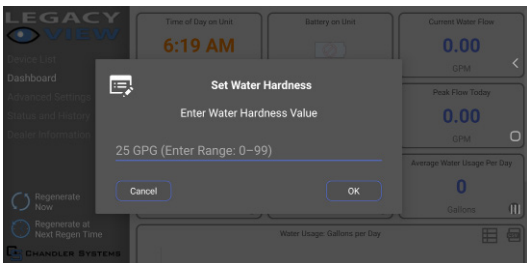 LEGACY
VIEW
Device List
Dashboard
Advanced Settings
Status and History
Dealer Information
Regenerate
Now
Regenerate at
Next Regen Time
CHANDLER SYSTEMS
Time of Day on Unit
6:19 AM
Battery on Unit
Current Water Flow
0.00
GPM
Peak Flow Today
0.00
GPM
Average Water Usage Per Day
0
Gallons
Set Water Hardness
Enter Water Hardness Value
25 GPG (Enter Range: 0–99)
Cancel
OK
Water Usage: Gallons per Day